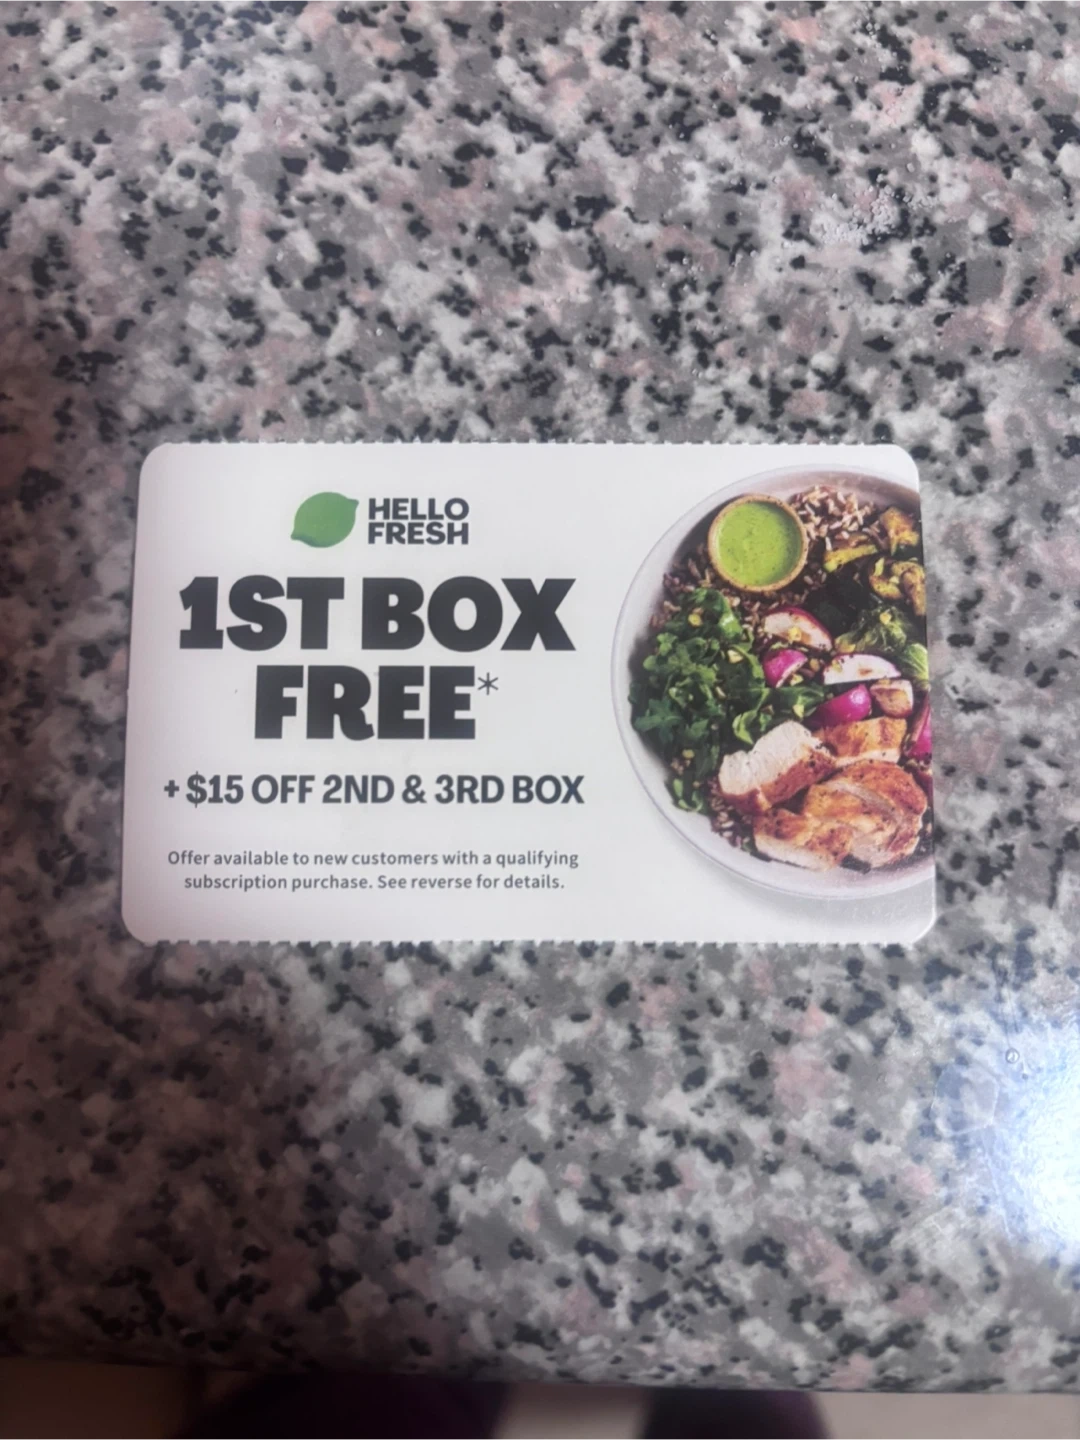 HELLO
FRESH
1ST BOX
FREE*
+ $15 OFF 2ND & 3RD BOX
Offer available to new customers with a qualifying
subscription purchase. See reverse for details.